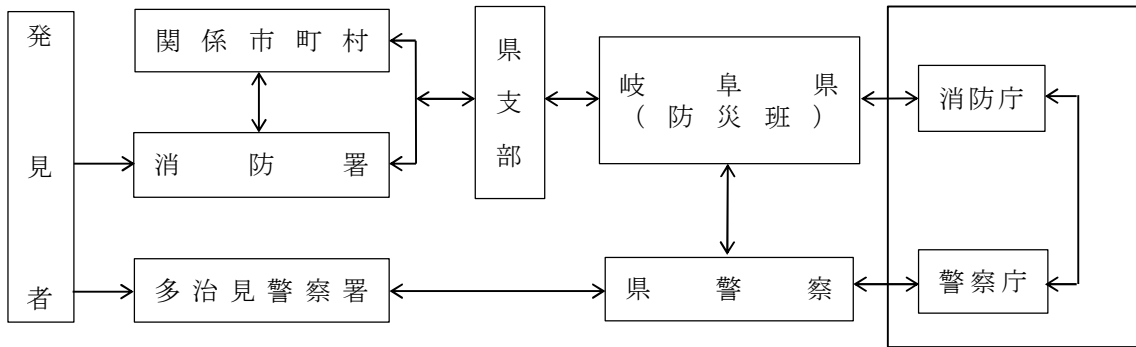 発見者
関係市町村
消防署
多治見警察署
県支部
岐阜県
(防災班)
県警察
消防庁
警察庁